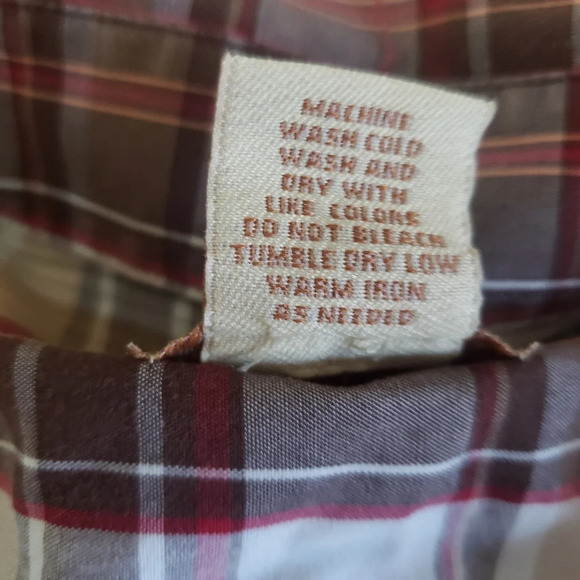 MACHINE
WASH COLD
WASH AND
DRY WITH
LIKE COLORS
DO NOT BLEACH
TUMBLE DRY LOW
WARM IRON
AS NEEDED